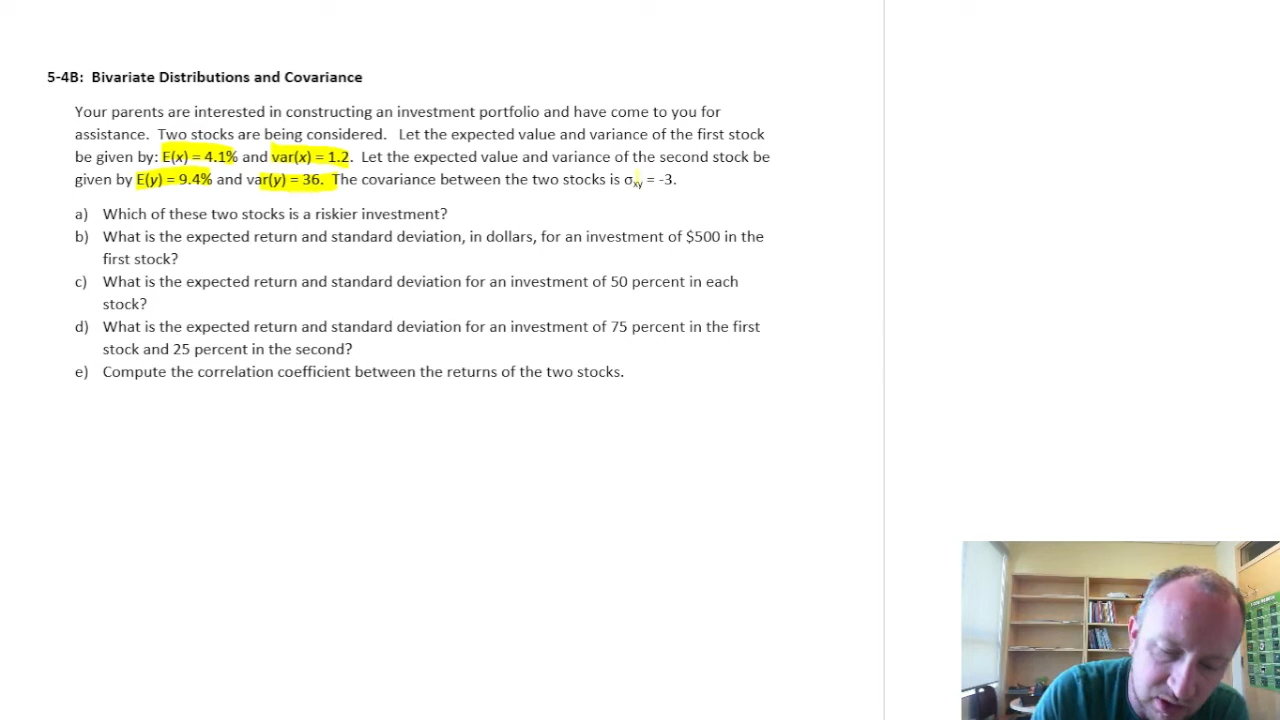 5-4B: Bivariate Distributions and Covariance
Your parents are interested in constructing an investment portfolio and have come to you for
assistance. Two stocks are being considered. Let the expected value and variance of the first stock
be given by: E(x) = 4.1% and var(x) = 1.2. Let the expected value and variance of the second stock be
given by E(y) = 9.4% and var(y) = 36. The covariance between the two stocks is σxy = -3.
a) Which of these two stocks is a riskier investment?
b) What is the expected return and standard deviation, in dollars, for an investment of $500 in the
first stock?
c) What is the expected return and standard deviation for an investment of 50 percent in each
stock?
d) What is the expected return and standard deviation for an investment of 75 percent in the first
stock and 25 percent in the second?
e) Compute the correlation coefficient between the returns of the two stocks.